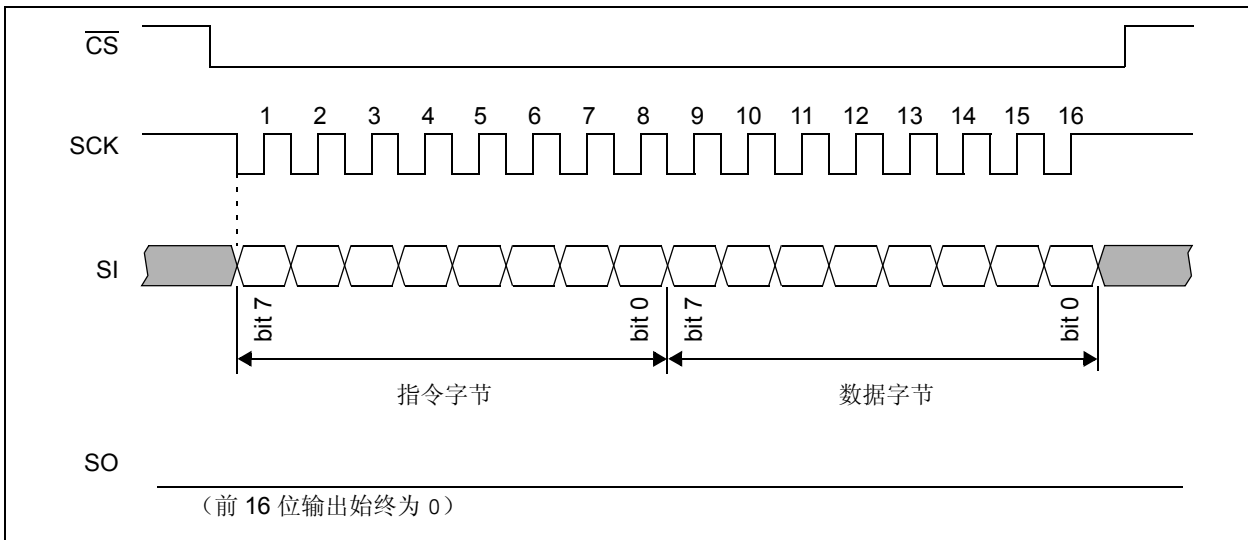 CS
1 2 3 4 5 6 7 8 9 10 11 12 13 14 15 16
SCK
SI
bit 7 bit 0 bit 7 bit 0
指令字节 数据字节
SO
（前 16 位输出始终为 0）